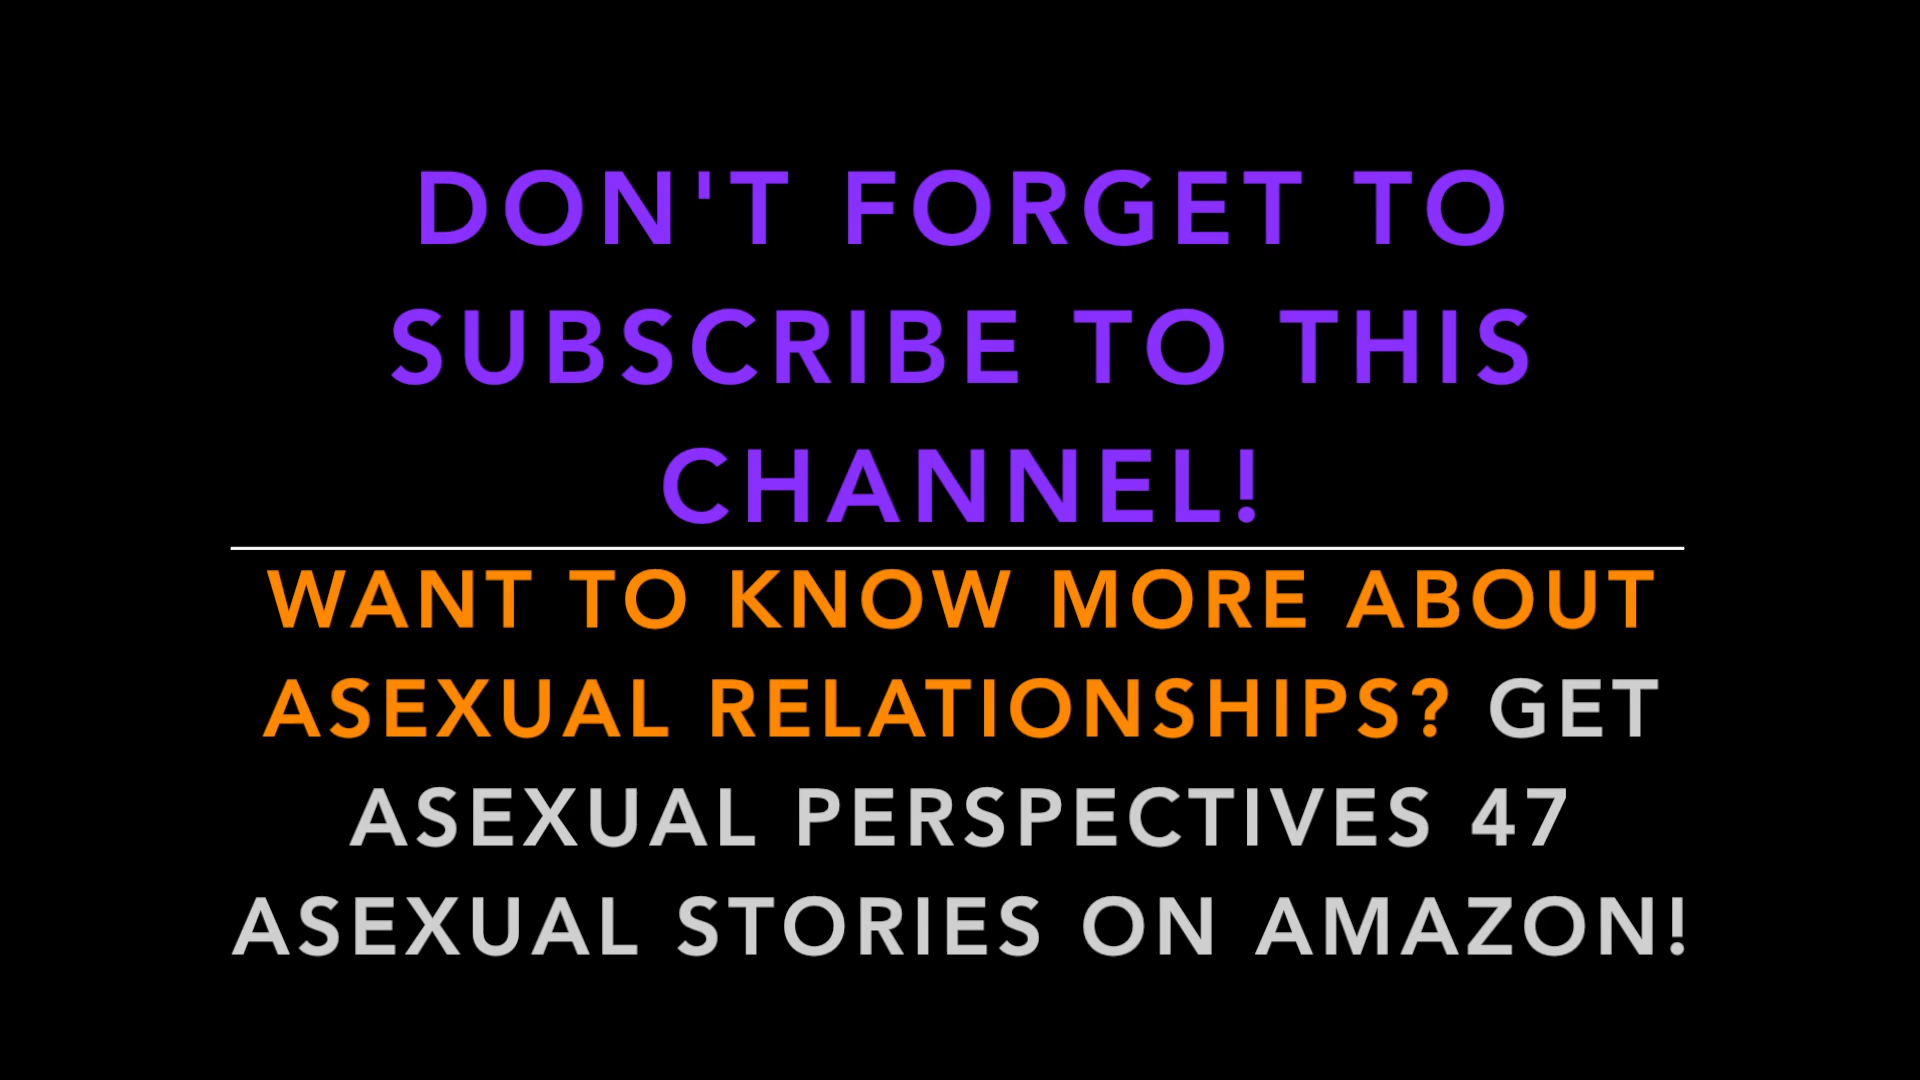 DON'T FORGET TO
SUBSCRIBE TO THIS
CHANNEL!
WANT TO KNOW MORE ABOUT
ASEXUAL RELATIONSHIPS? GET
ASEXUAL PERSPECTIVES 47
ASEXUAL STORIES ON AMAZON!